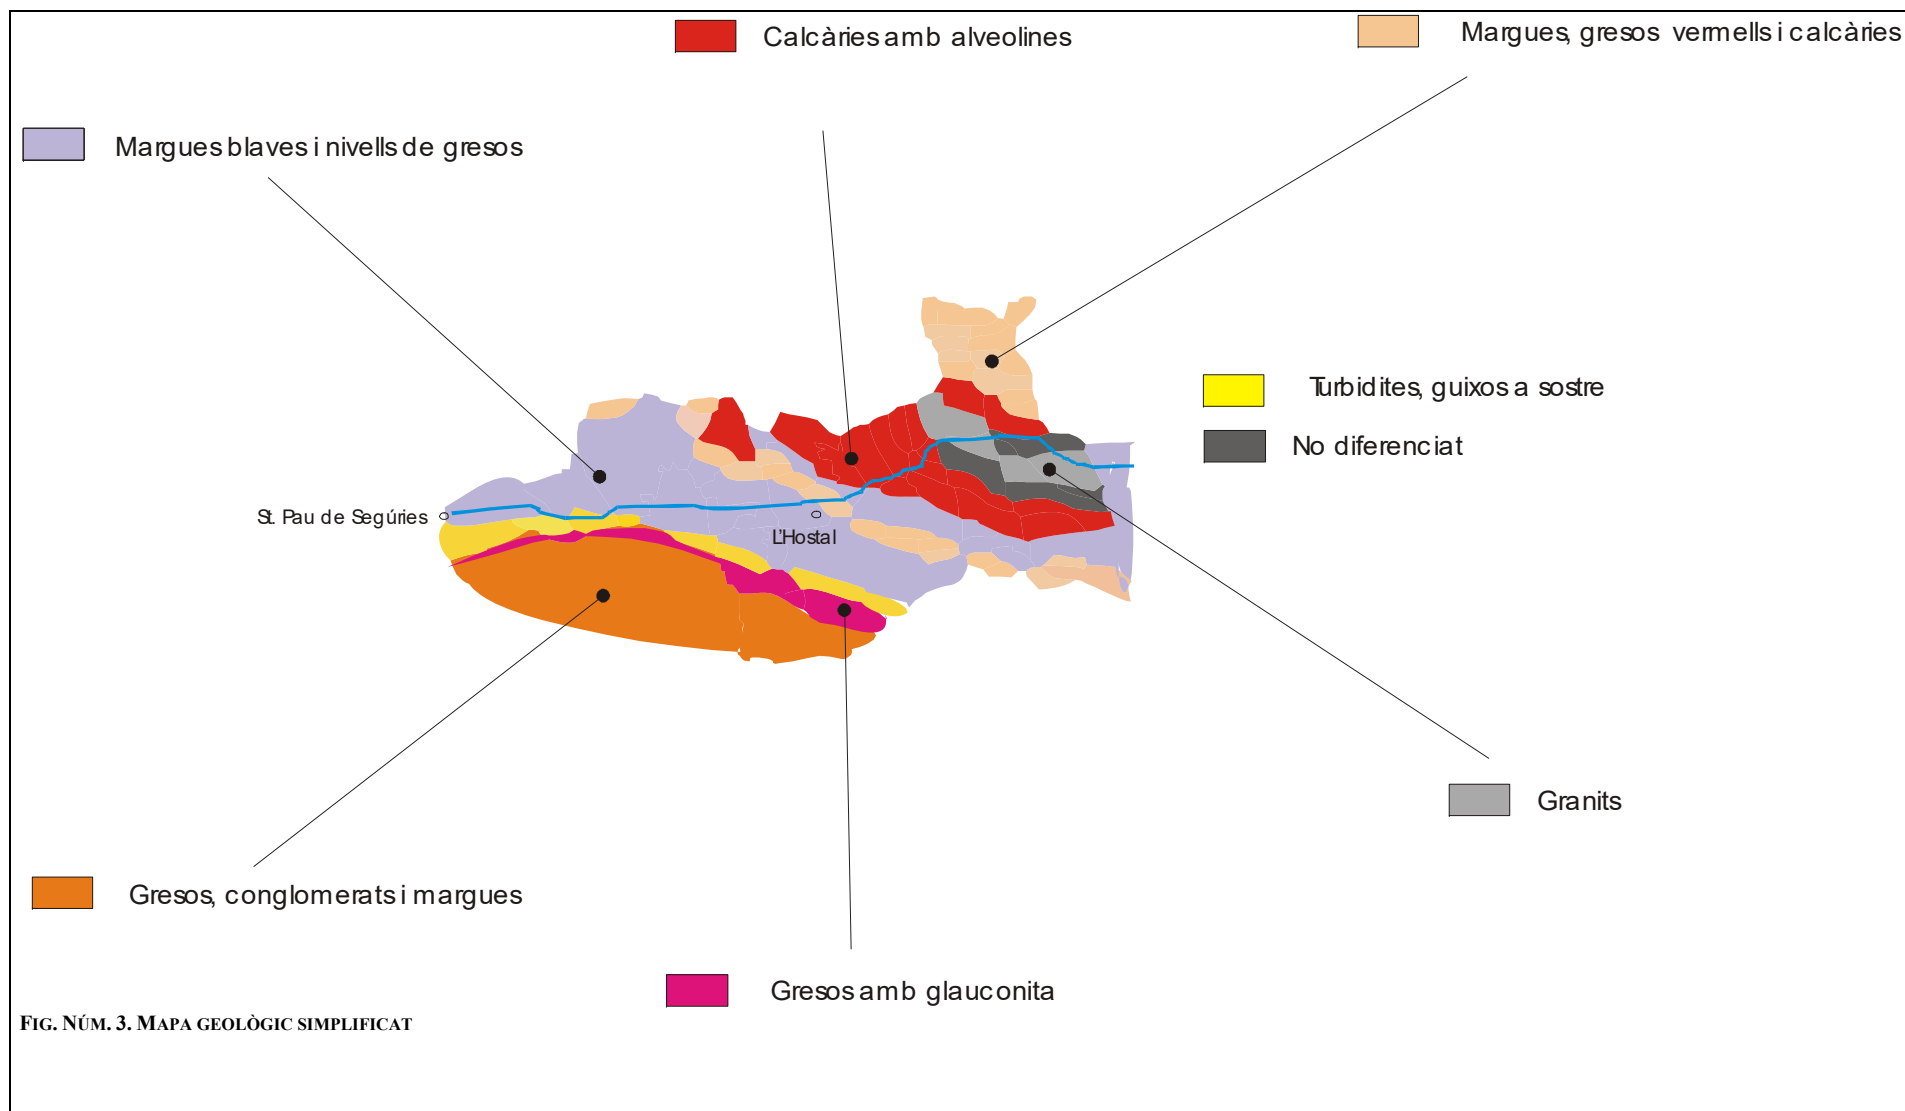 Calcàries amb alveolines
Margues, gresos vermells i calcàries
Margues blaves i nivells de gresos
Turbidites, guixos a sostre
No diferenciat
St. Pau de Segúries
L'Hostal
Granits
Gresos, conglomerats i margues
Gresos amb glauconita
FIG. NÚM. 3. MAPA GEOLÒGIC SIMPLIFICAT